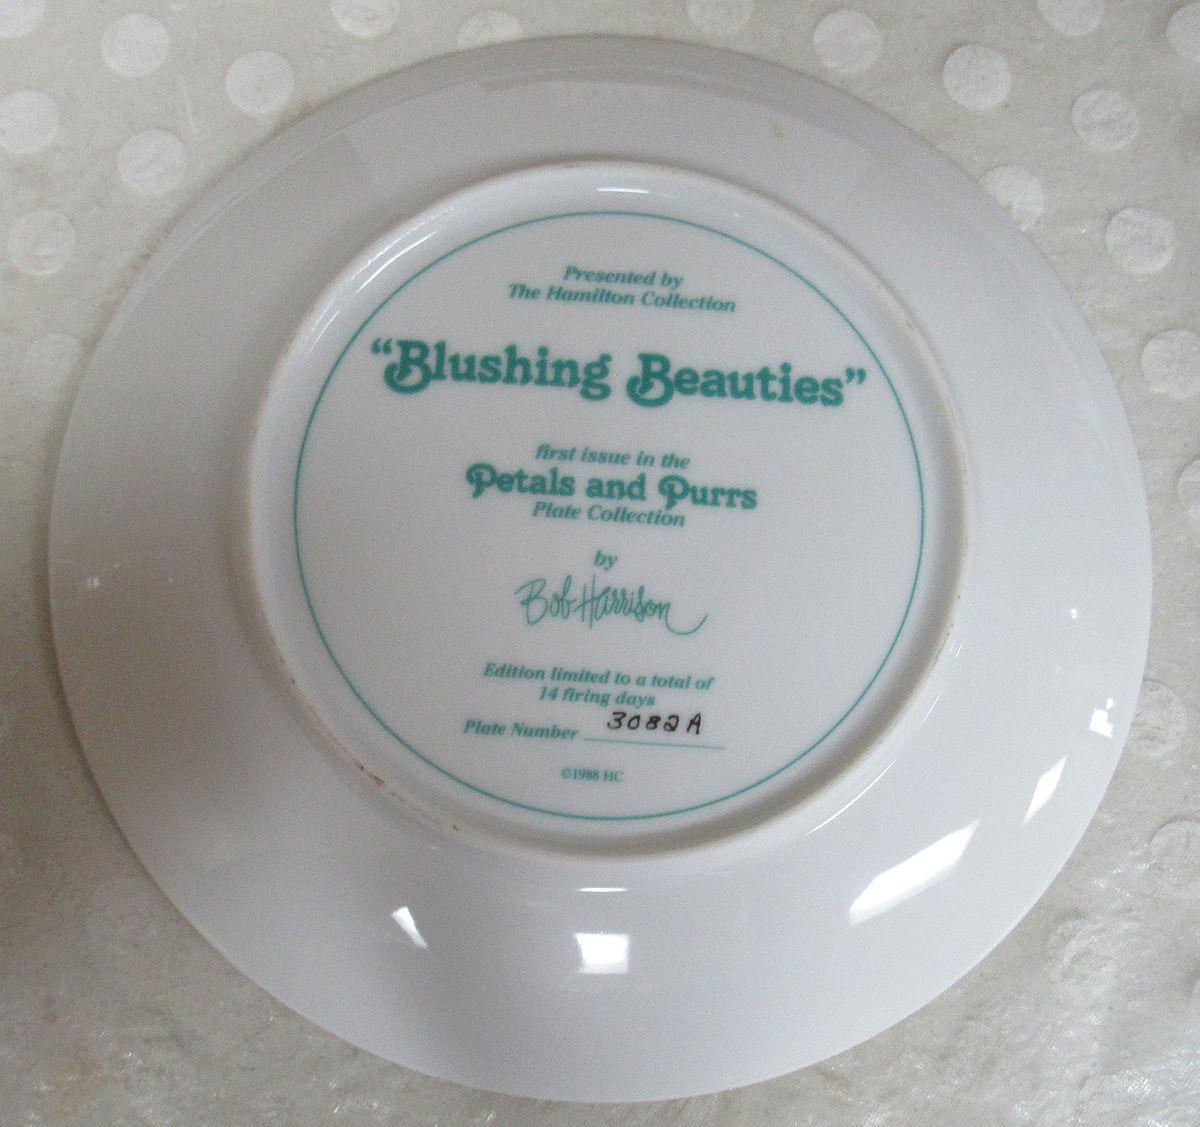 Presented by
The Hamilton Collection
“Blushing Beauties”
first issue in the
Petals and Purrs
Plate Collection
by
Bob Harrison
Edition limited to a total of
14 firing days
Plate Number 3082A
©1988 HC